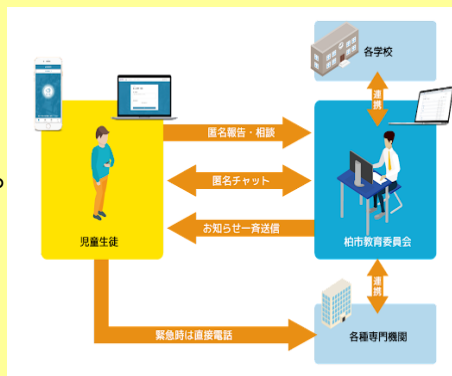 各学校
連携
匿名報告・相談
匿名チャット
お知らせ一斉送信
児童生徒
柏市教育委員会
連携
緊急時は直接電話
各種専門機関